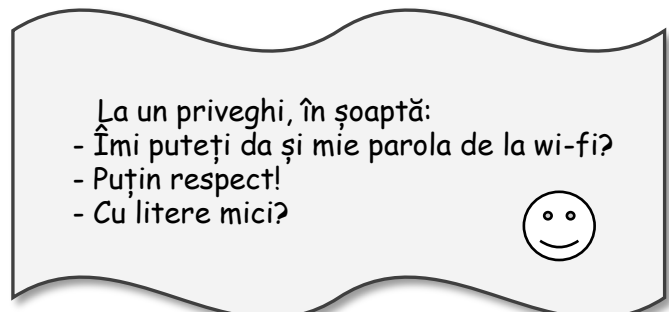 La un priveghi, în șoaptă:
- Îmi puteți da și mie parola de la wi-fi?
- Puțin respect!
- Cu litere mici?